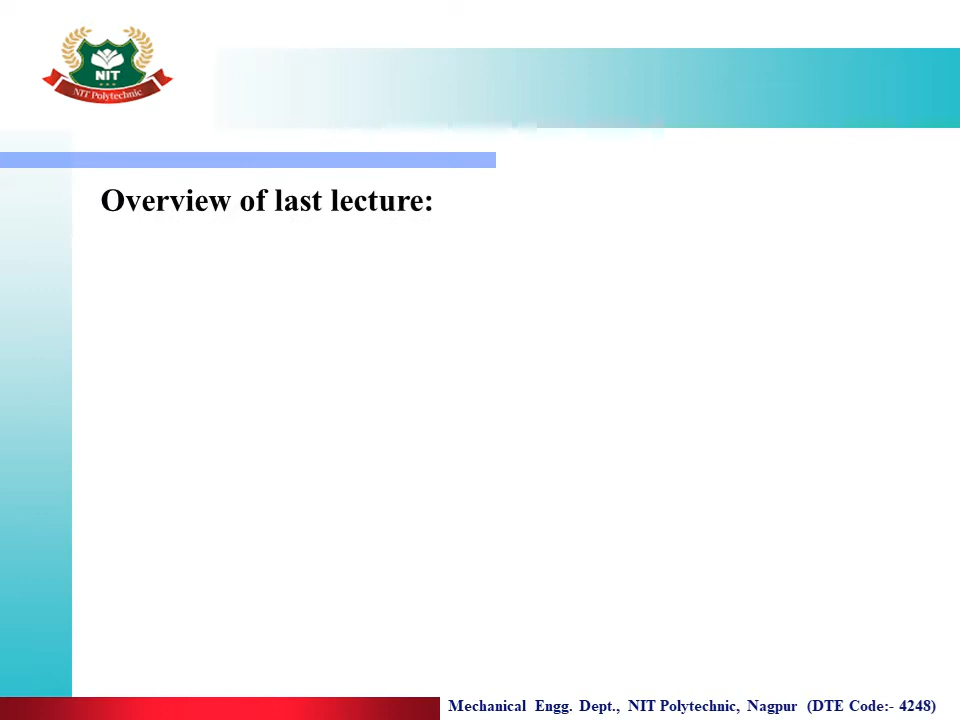 NIT
NIT Polytechnic
Overview of last lecture:
Mechanical Engg. Dept., NIT Polytechnic, Nagpur (DTE Code:- 4248)